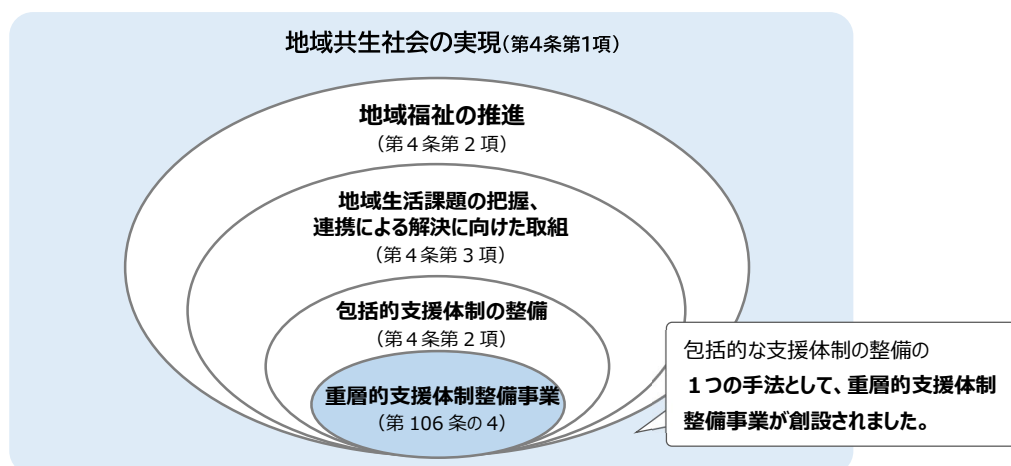 地域共生社会の実現(第4条第1項)
地域福祉の推進
（第４条第２項）
地域生活課題の把握、
連携による解決に向けた取組
（第４条第３項）
包括的支援体制の整備
（第４条第２項）
重層的支援体制整備事業
（第 106 条の４）
包括的な支援体制の整備の
１つの手法として、重層的支援体制
整備事業が創設されました。